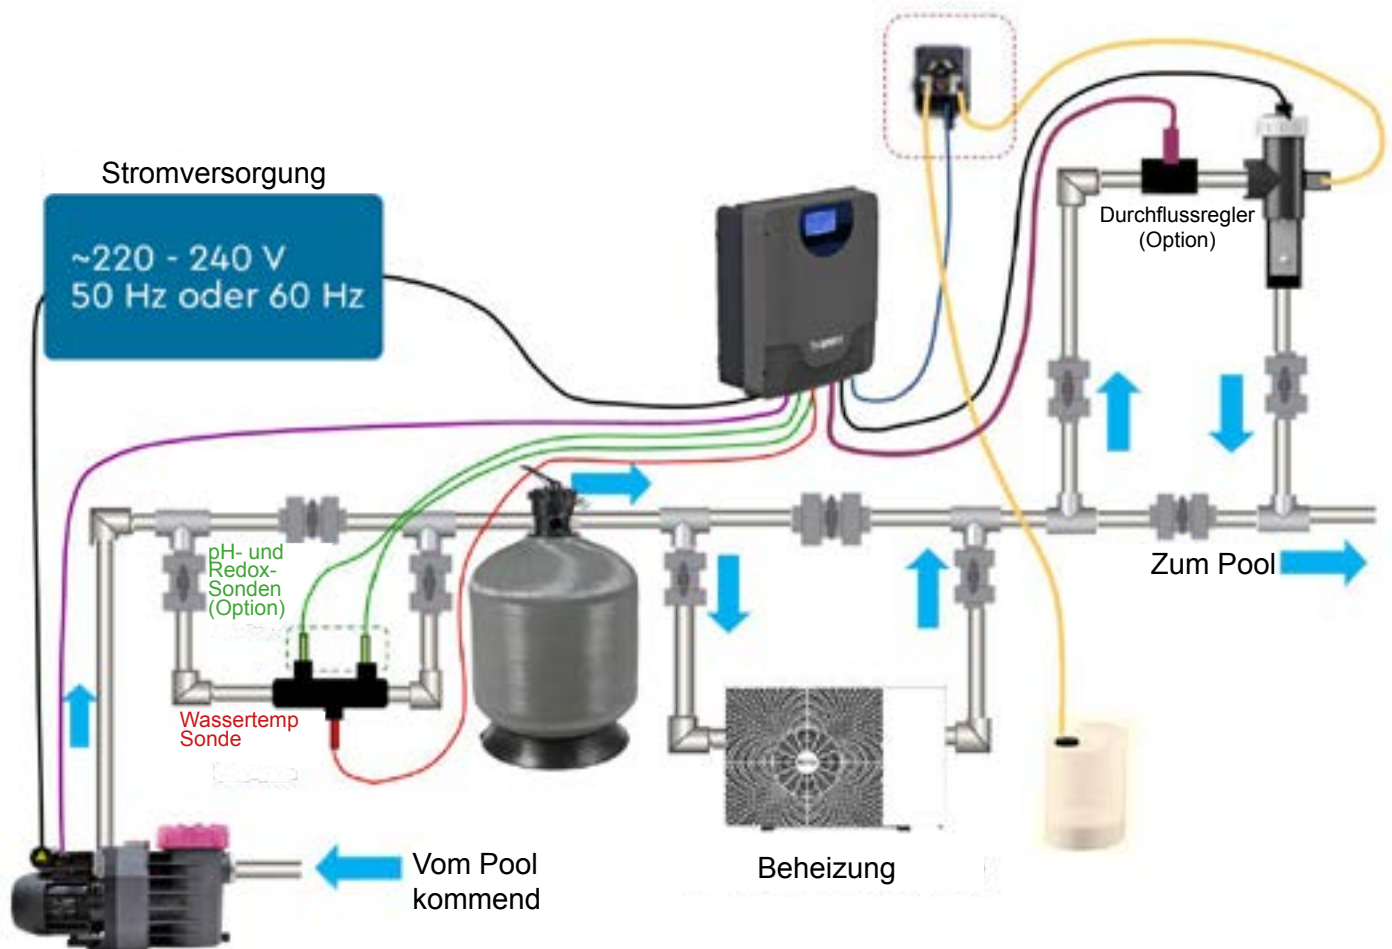 Stromversorgung
~220 - 240 V
50 Hz oder 60 Hz
Durchflussregler
(Option)
pH- und
Redox-
Sonden
(Option)
Zum Pool
Wassertemp
Sonde
Vom Pool
kommend
Beheizung